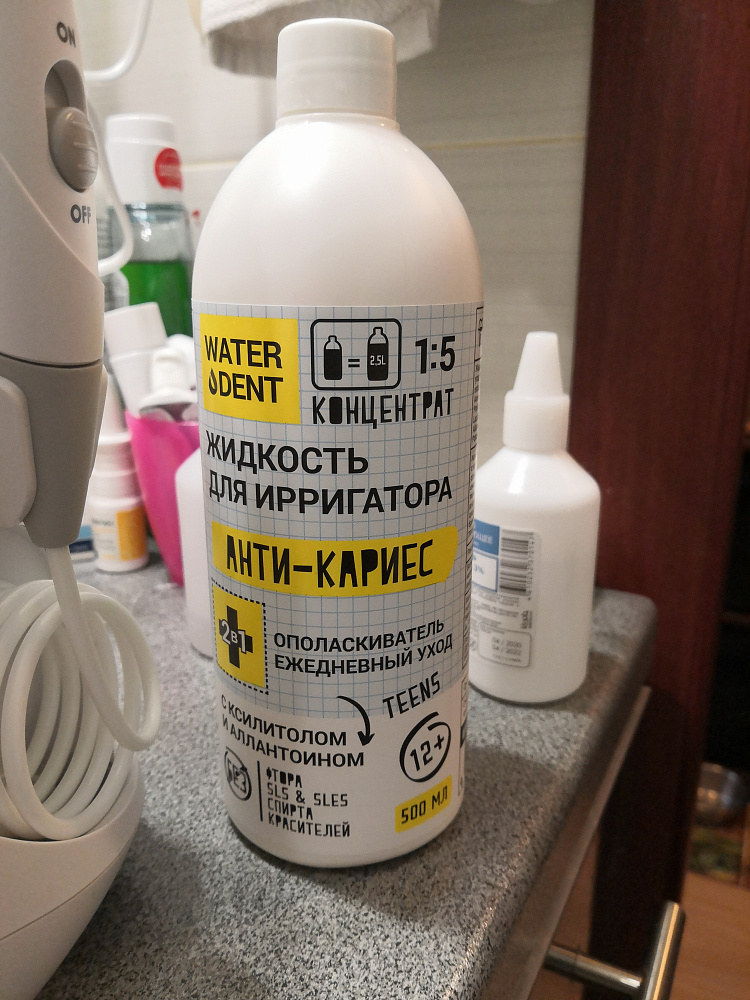 ON
OFF
WATER
DENT
= 2.5L
1:5
КОНЦЕНТРАТ
ЖИДКОСТЬ
ДЛЯ ИРРИГАТОРА
АНТИ-КАРИЕС
2в1
ОПОЛАСКИВАТЕЛЬ
ЕЖЕДНЕВНЫЙ УХОД
TEENS
12+
С КСИЛИТОЛОМ
И АЛЛАНТОИНОМ
БЕЗ
ФТОРА
SLS & SLES
СПИРТА
КРАСИТЕЛЕЙ
500 МЛ